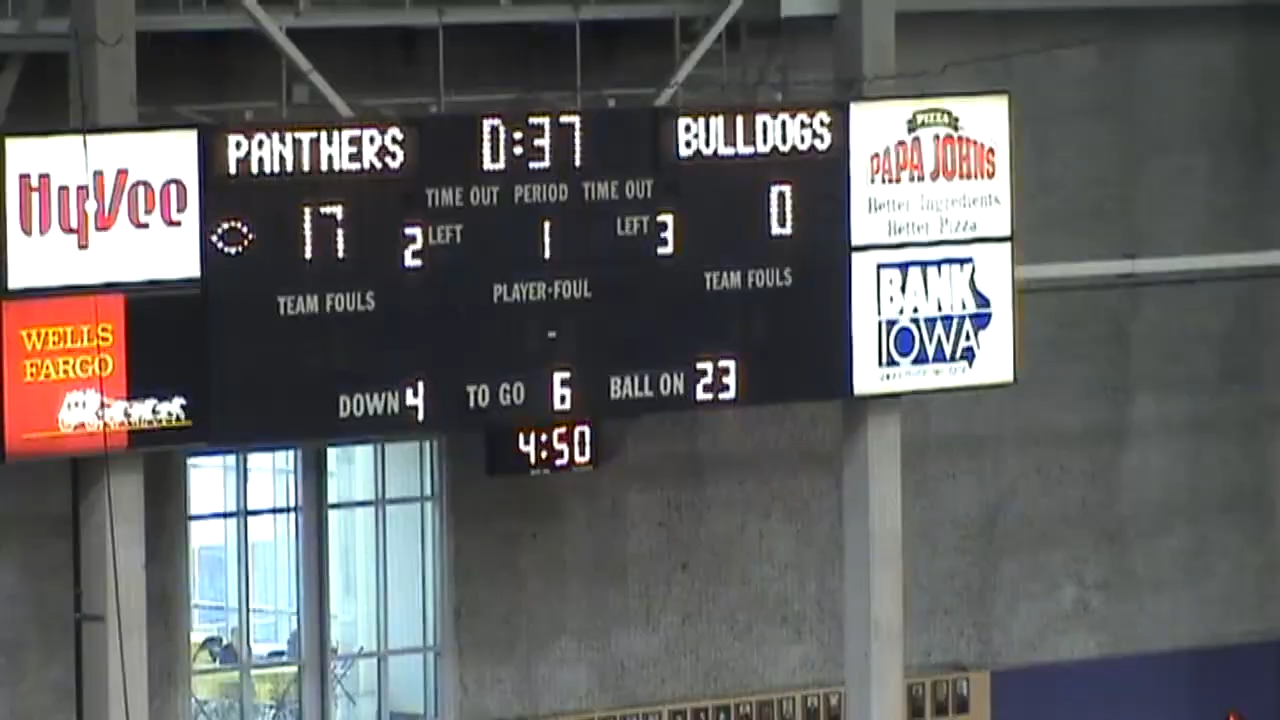 HyVee
WELLS
FARGO
PANTHERS
0:37
BULLDOGS
TIME OUT PERIOD TIME OUT
17
2 LEFT
1
LEFT 3
0
TEAM FOULS
PLAYER-FOUL
TEAM FOULS
-
DOWN 4 TO GO 6 BALL ON 23
4:50
PIZZA
PAPA JOHNS
Better Ingredients
Better Pizza
BANK
IOWA